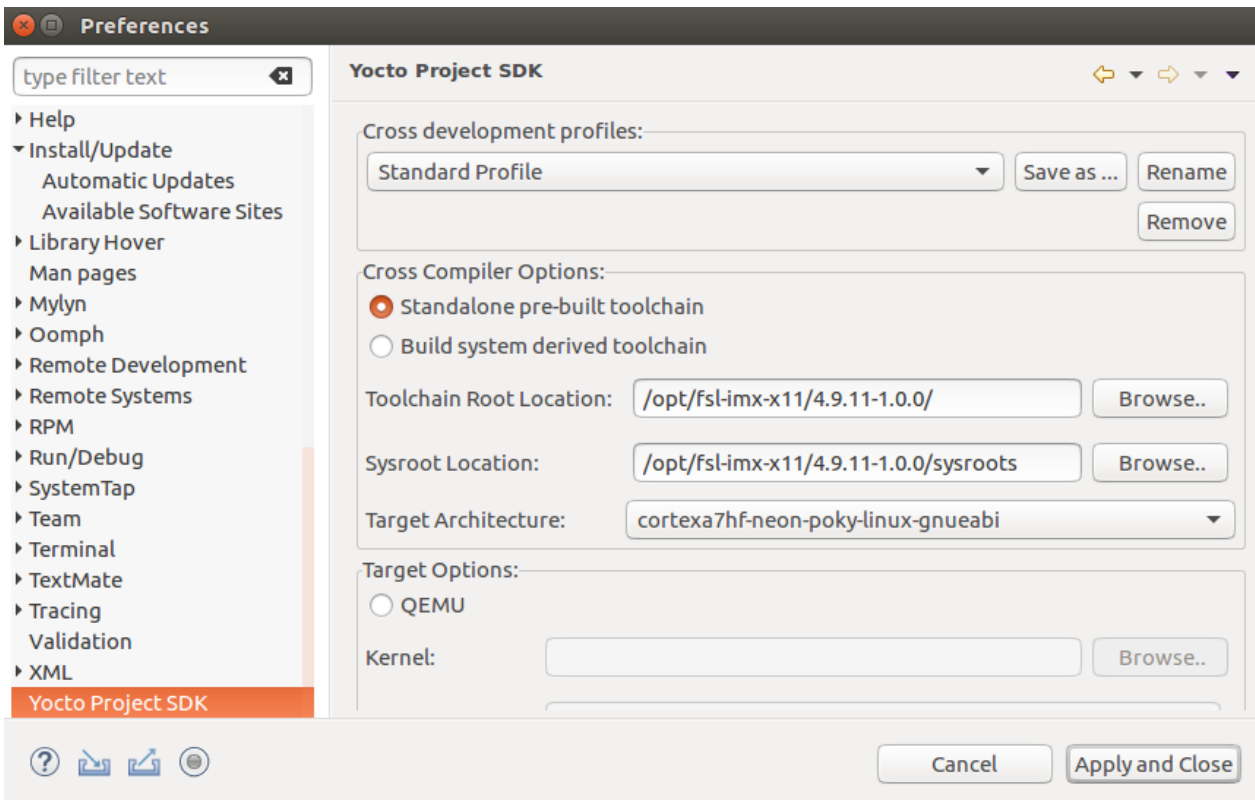 Preferences
type filter text
Help
Install/Update
Automatic Updates
Available Software Sites
Library Hover
Man pages
Mylyn
Oomph
Remote Development
Remote Systems
RPM
Run/Debug
SystemTap
Team
Terminal
TextMate
Tracing
Validation
XML
Yocto Project SDK
Yocto Project SDK
Cross development profiles:
Standard Profile
Save as ...
Rename
Remove
Cross Compiler Options:
Standalone pre-built toolchain
Build system derived toolchain
Toolchain Root Location:
/opt/fsl-imx-x11/4.9.11-1.0.0/
Browse..
Sysroot Location:
/opt/fsl-imx-x11/4.9.11-1.0.0/sysroots
Browse..
Target Architecture:
cortexa7hf-neon-poky-linux-gnueabi
Target Options:
QEMU
Kernel:
Browse..
Cancel
Apply and Close